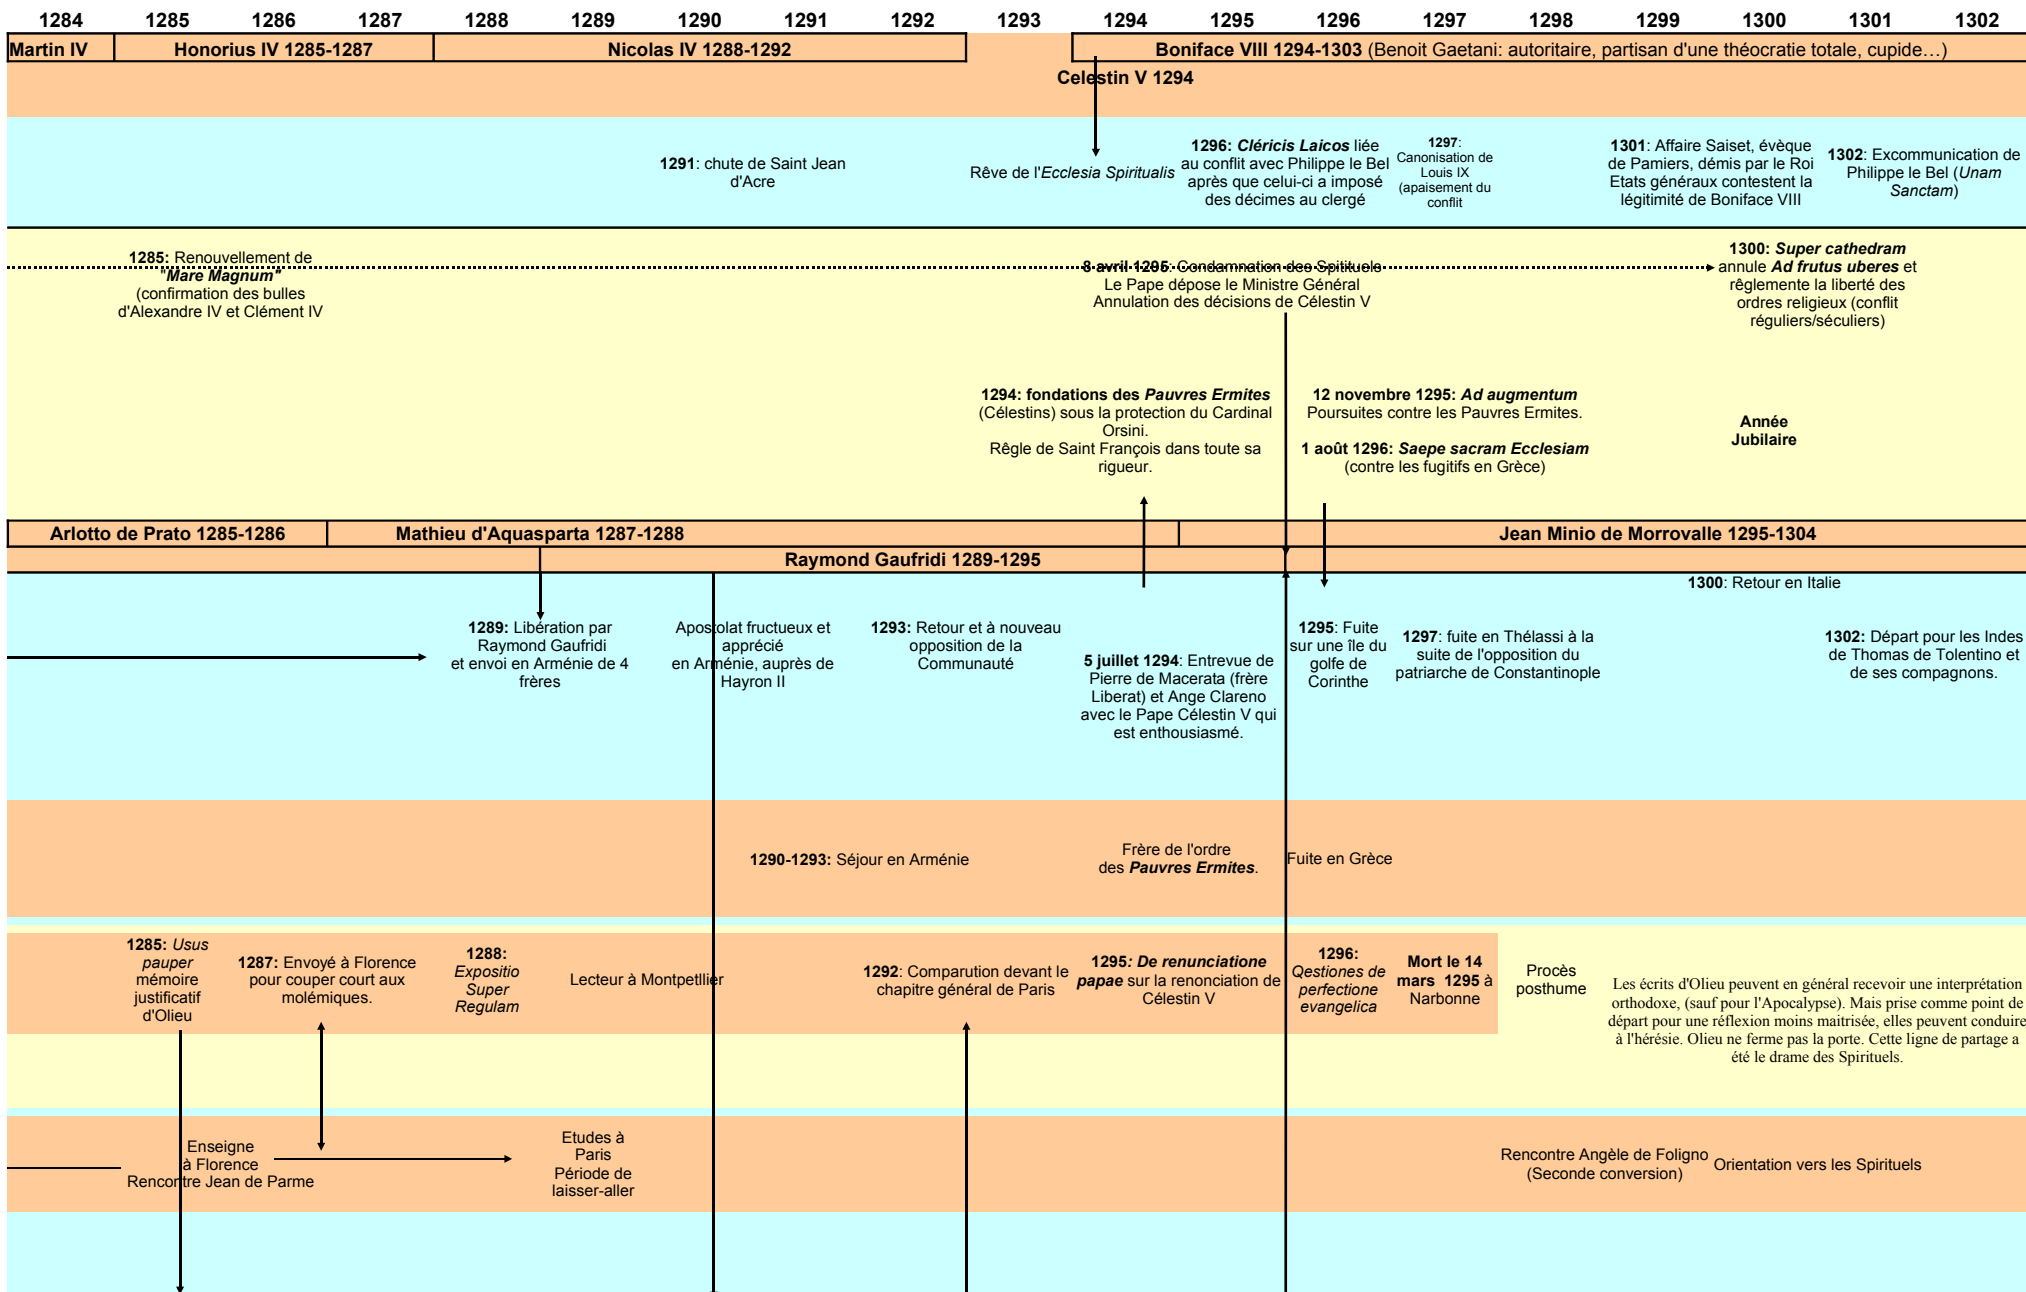 1284 1285 1286 1287 1288 1289 1290 1291 1292 1293 1294 1295 1296 1297 1298 1299 1300 1301 1302
Martin IV Honorius IV 1285-1287 Nicolas IV 1288-1292 Boniface VIII 1294-1303 (Benoit Gaetani: autoritaire, partisan d'une théocratie totale, cupide…)
Celestin V 1294
1291: chute de Saint Jean
d'Acre
Rêve de l'Ecclesia Spiritualis
1296: Cléricis Laicos liée
au conflit avec Philippe le Bel
après que celui-ci a imposé
des décimes au clergé
1297:
Canonisation de
Louis IX
(apaisement du
conflit
1301: Affaire Saiset, évèque
de Pamiers, démis par le Roi
Etats généraux contestent la
légitimité de Boniface VIII
1302: Excommunication de
Philippe le Bel (Unam
Sanctam)
1285: Renouvellement de
"Mare Magnum"
(confirmation des bulles
d'Alexandre IV et Clément IV
8 avril 1295: Condamnation des Spitituels
Le Pape dépose le Ministre Général
Annulation des décisions de Célestin V
1300: Super cathedram
annule Ad frutus uberes et
rêglemente la liberté des
ordres religieux (conflit
réguliers/séculiers)
1294: fondations des Pauvres Ermites
(Célestins) sous la protection du Cardinal
Orsini.
Rêgle de Saint François dans toute sa
rigueur.
12 novembre 1295: Ad augmentum
Poursuites contre les Pauvres Ermites.
1 août 1296: Saepe sacram Ecclesiam
(contre les fugitifs en Grèce)
Année
Jubilaire
Arlotto de Prato 1285-1286 Mathieu d'Aquasparta 1287-1288 Jean Minio de Morrovalle 1295-1304
Raymond Gaufridi 1289-1295
1300: Retour en Italie
1289: Libération par
Raymond Gaufridi
et envoi en Arménie de 4
frères
Apostolat fructueux et
apprécié
en Arménie, auprès de
Hayron II
1293: Retour et à nouveau
opposition de la
Communauté
5 juillet 1294: Entrevue de
Pierre de Macerata (frère
Liberat) et Ange Clareno
avec le Pape Célestin V qui
est enthousiasmé.
1295: Fuite
sur une île du
golfe de
Corinthe
1297: fuite en Thélassi à la
suite de l'opposition du
patriarche de Constantinople
1302: Départ pour les Indes
de Thomas de Tolentino et
de ses compagnons.
1290-1293: Séjour en Arménie
Frère de l'ordre
des Pauvres Ermites.
Fuite en Grèce
1285: Usus
pauper
mémoire
justificatif
d'Olieu
1287: Envoyé à Florence
pour couper court aux
molémiques.
1288:
Expositio
Super
Regulam
Lecteur à Montpetllier
1292: Comparution devant le
chapitre général de Paris
1295: De renunciatione
papae sur la renonciation de
Célestin V
1296:
Qestiones de
perfectione
evangelica
Mort le 14
mars 1295 à
Narbonne
Procès
posthume
Les écrits d'Olieu peuvent en général recevoir une interprétation
orthodoxe, (sauf pour l'Apocalypse). Mais prise comme point de
départ pour une réflexion moins maitrisée, elles peuvent conduire
à l'hérésie. Olieu ne ferme pas la porte. Cette ligne de partage a
été le drame des Spirituels.
Enseigne
à Florence
Rencontre Jean de Parme
Etudes à
Paris
Période de
laisser-aller
Rencontre Angèle de Foligno
(Seconde conversion)
Orientation vers les Spirituels